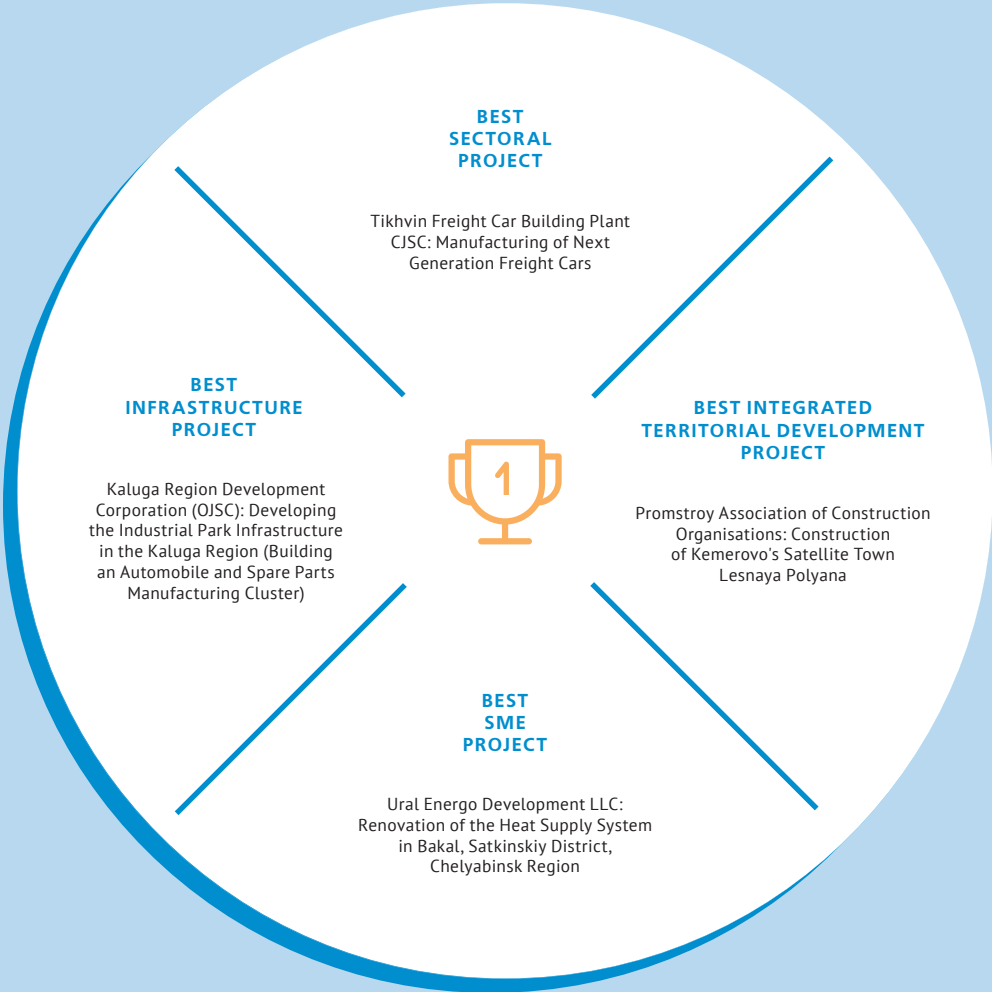 BEST
SECTORAL
PROJECT
Tikhvin Freight Car Building Plant
CJSC: Manufacturing of Next
Generation Freight Cars
BEST
INFRASTRUCTURE
PROJECT
Kaluga Region Development
Corporation (OJSC): Developing
the Industrial Park Infrastructure
in the Kaluga Region (Building
an Automobile and Spare Parts
Manufacturing Cluster)
1
BEST INTEGRATED
TERRITORIAL DEVELOPMENT
PROJECT
Promstroy Association of Construction
Organisations: Construction
of Kemerovo's Satellite Town
Lesnaya Polyana
BEST
SME
PROJECT
Ural Energo Development LLC:
Renovation of the Heat Supply System
in Bakal, Satkinskiy District,
Chelyabinsk Region